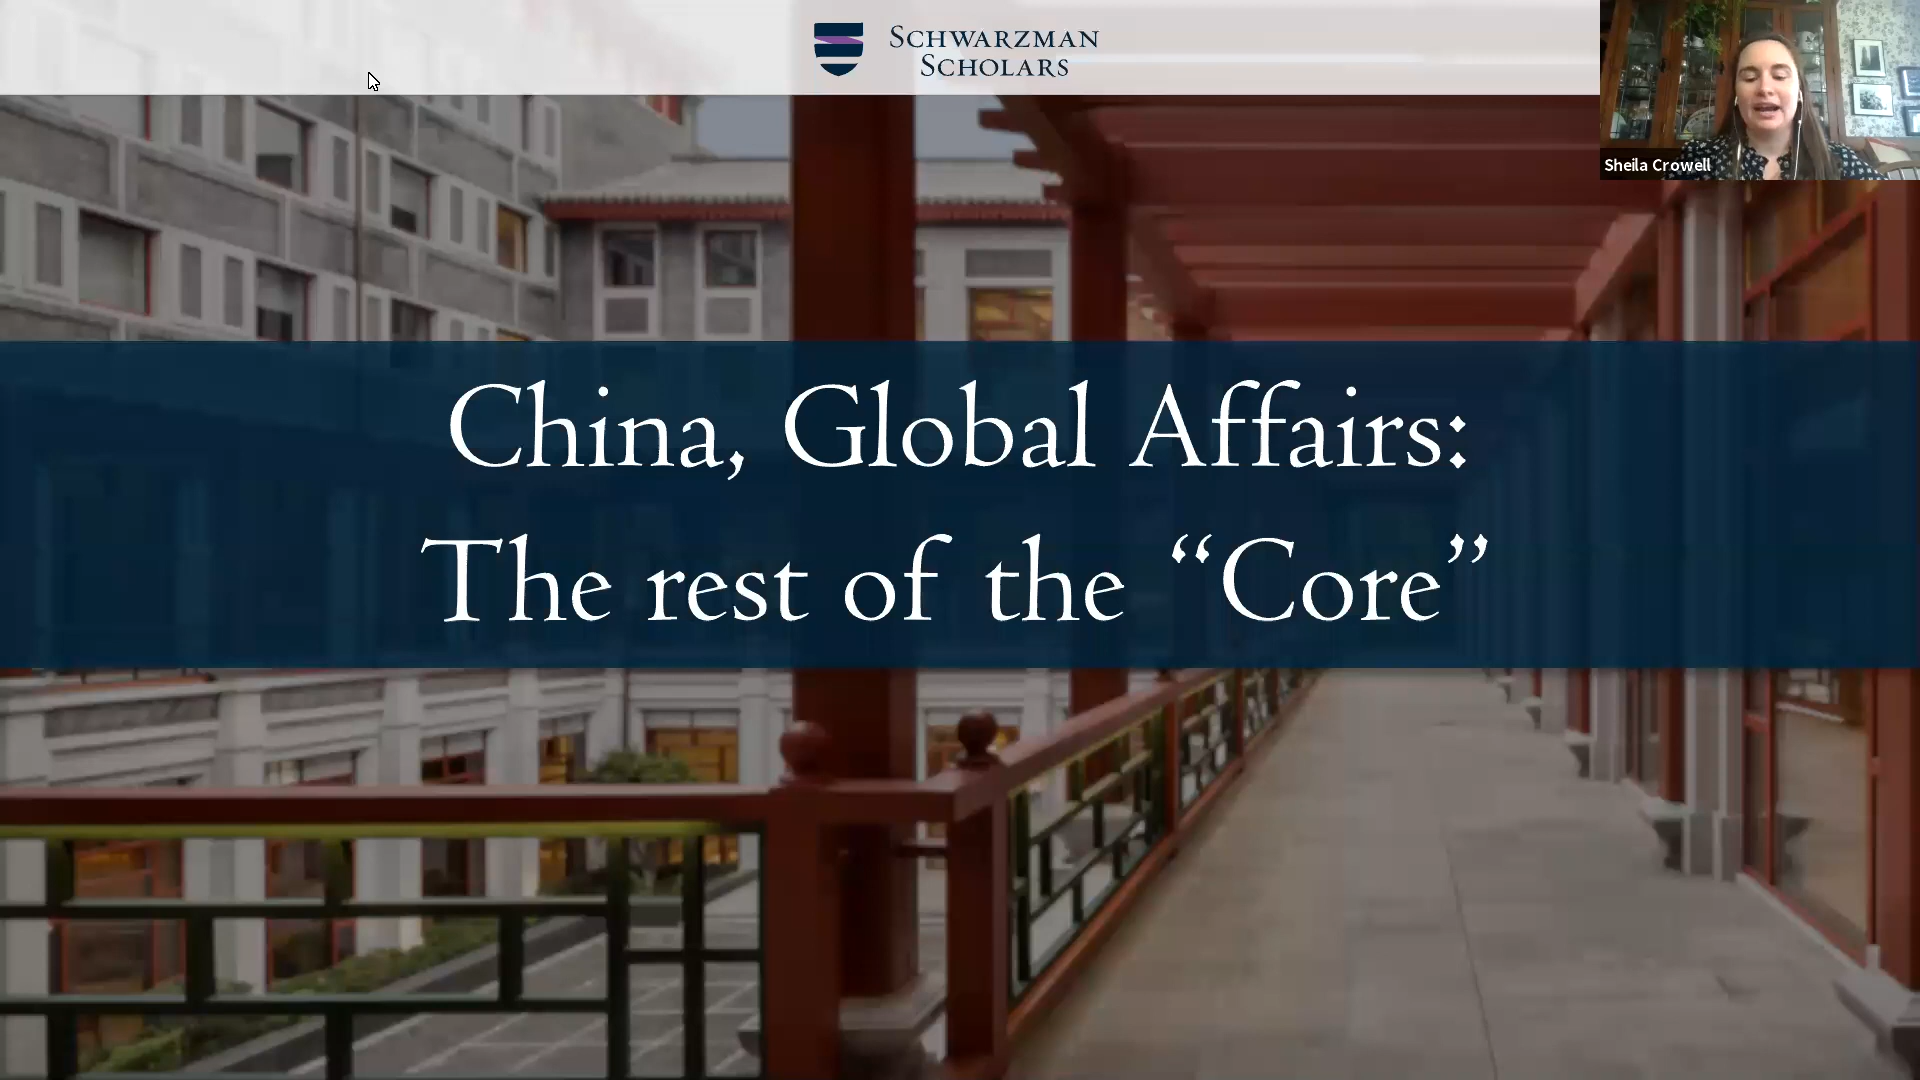 SCHWARZMAN
SCHOLARS
Sheila Crowell
China, Global Affairs:
The rest of the “Core”